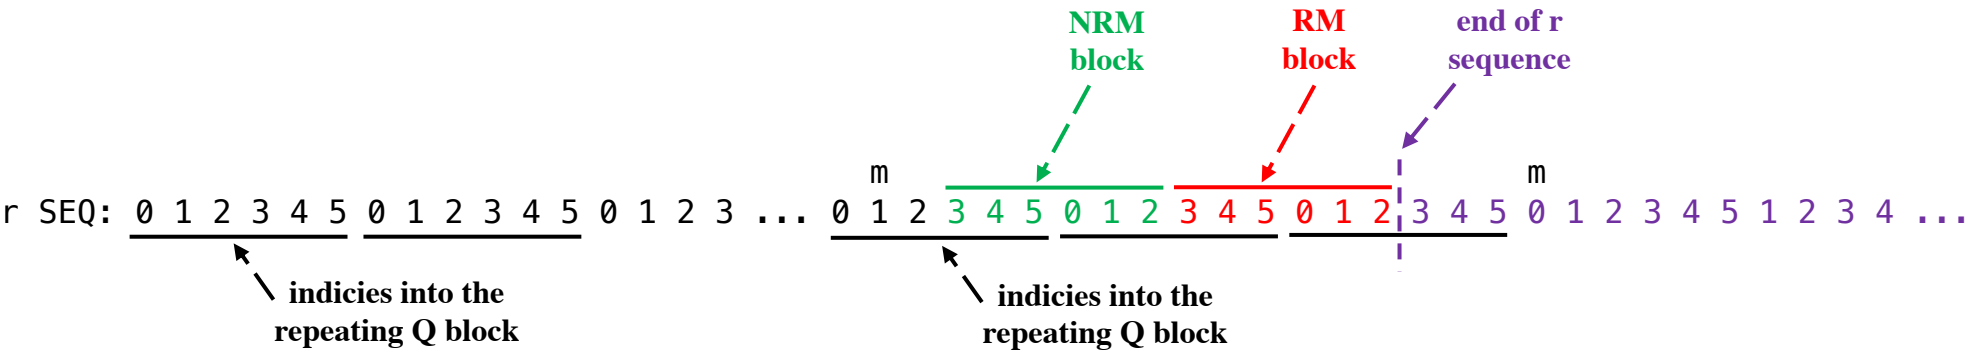 NRM
block
RM
block
end of r
sequence
m
m
r SEQ: 0 1 2 3 4 5 0 1 2 3 4 5 0 1 2 3 ... 0 1 2 3 4 5 0 1 2 3 4 5 0 1 2 3 4 5 0 1 2 3 4 5 1 2 3 4 ...
indicies into the
repeating Q block
indicies into the
repeating Q block